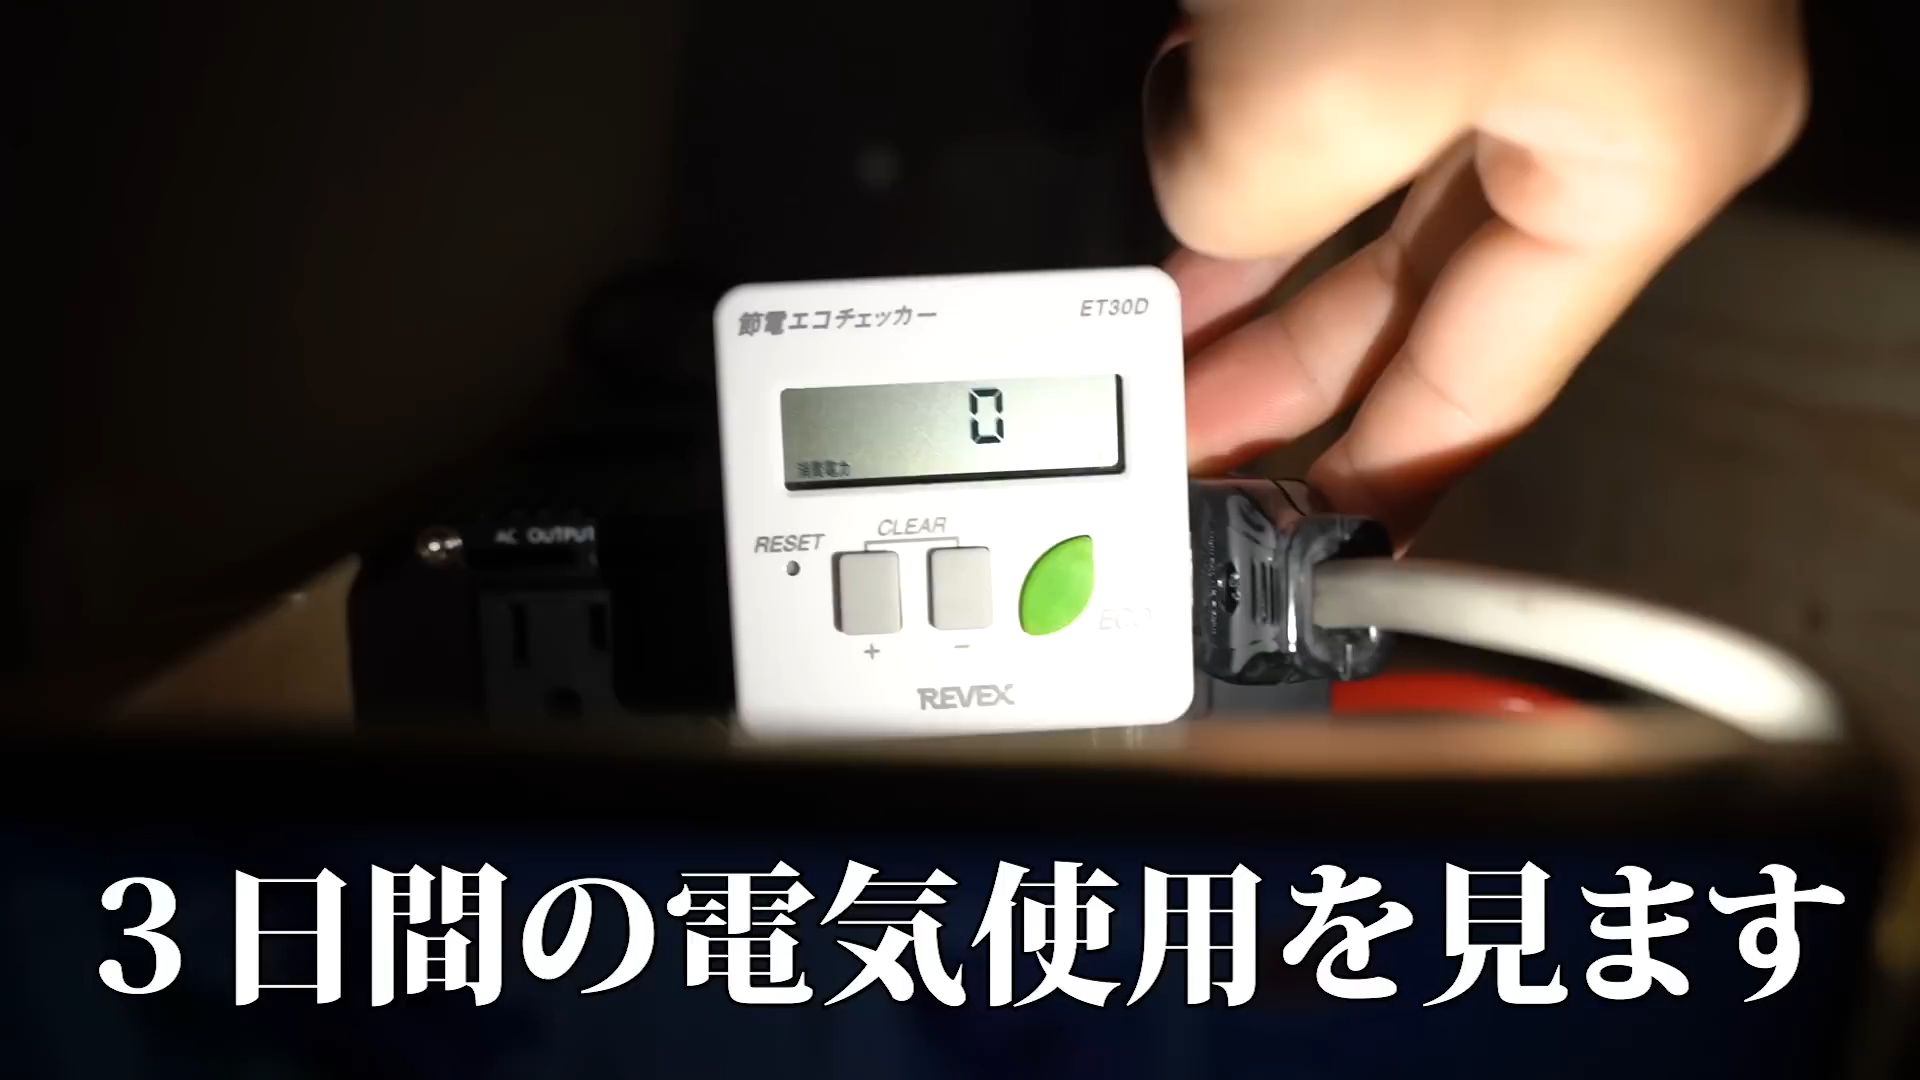 節電エコチェッカー
ET30D
0
消費電力
AC OUTPUT
RESET
CLEAR
+
−
ECO
REVEX
３日間の電気使用を見ます